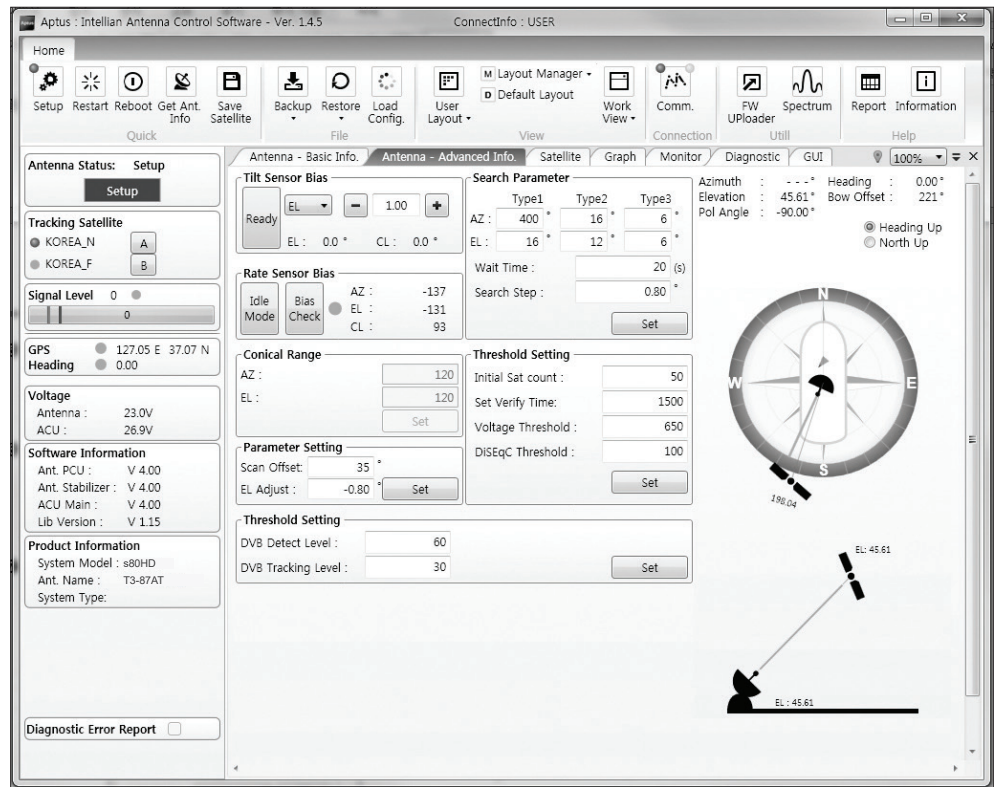 Aptus : Intellian Antenna Control Software - Ver. 1.4.5 ConnectInfo : USER
Home
Setup Restart Reboot Get Ant. Info Save Satellite
Quick
Backup Restore Load Config.
File
User Layout
M Layout Manager
D Default Layout
Work View
View
Comm.
Connection
FW UPloader Spectrum
Utill
Report Information
Help
Antenna Status: Setup
Setup
Tracking Satellite
KOREA_N A
KOREA_F B
Signal Level 0
0
GPS 127.05 E 37.07 N
Heading 0.00
Voltage
Antenna : 23.0V
ACU : 26.9V
Software Information
Ant. PCU : V 4.00
Ant. Stabilizer : V 4.00
ACU Main : V 4.00
Lib Version : V 1.15
Product Information
System Model : s80HD
Ant. Name : T3-87AT
System Type:
Diagnostic Error Report
Antenna - Basic Info. Antenna - Advanced Info. Satellite Graph Monitor Diagnostic GUI 100%
Tilt Sensor Bias
Ready EL - 1.00 +
EL : 0.0 ° CL : 0.0 °
Rate Sensor Bias
Idle Mode Bias Check
AZ : -137
EL : -131
CL : 93
Conical Range
AZ : 120
EL : 120
Set
Parameter Setting
Scan Offset: 35 °
EL Adjust : -0.80 ° Set
Search Parameter
Type1 Type2 Type3
AZ : 400 ° 16 ° 6 °
EL : 16 ° 12 ° 6 °
Wait Time : 20 (s)
Search Step : 0.80 °
Set
Threshold Setting
Initial Sat count : 50
Set Verify Time: 1500
Voltage Threshold : 650
DiSEqC Threshold : 100
Set
Threshold Setting
DVB Detect Level : 60
DVB Tracking Level : 30
Set
Azimuth : ---.-° Heading : 0.00°
Elevation : 45.61° Bow Offset : 221°
Pol Angle : -90.00°
Heading Up
North Up
N
W E
S
198.04
EL: 45.61
EL : 45.61